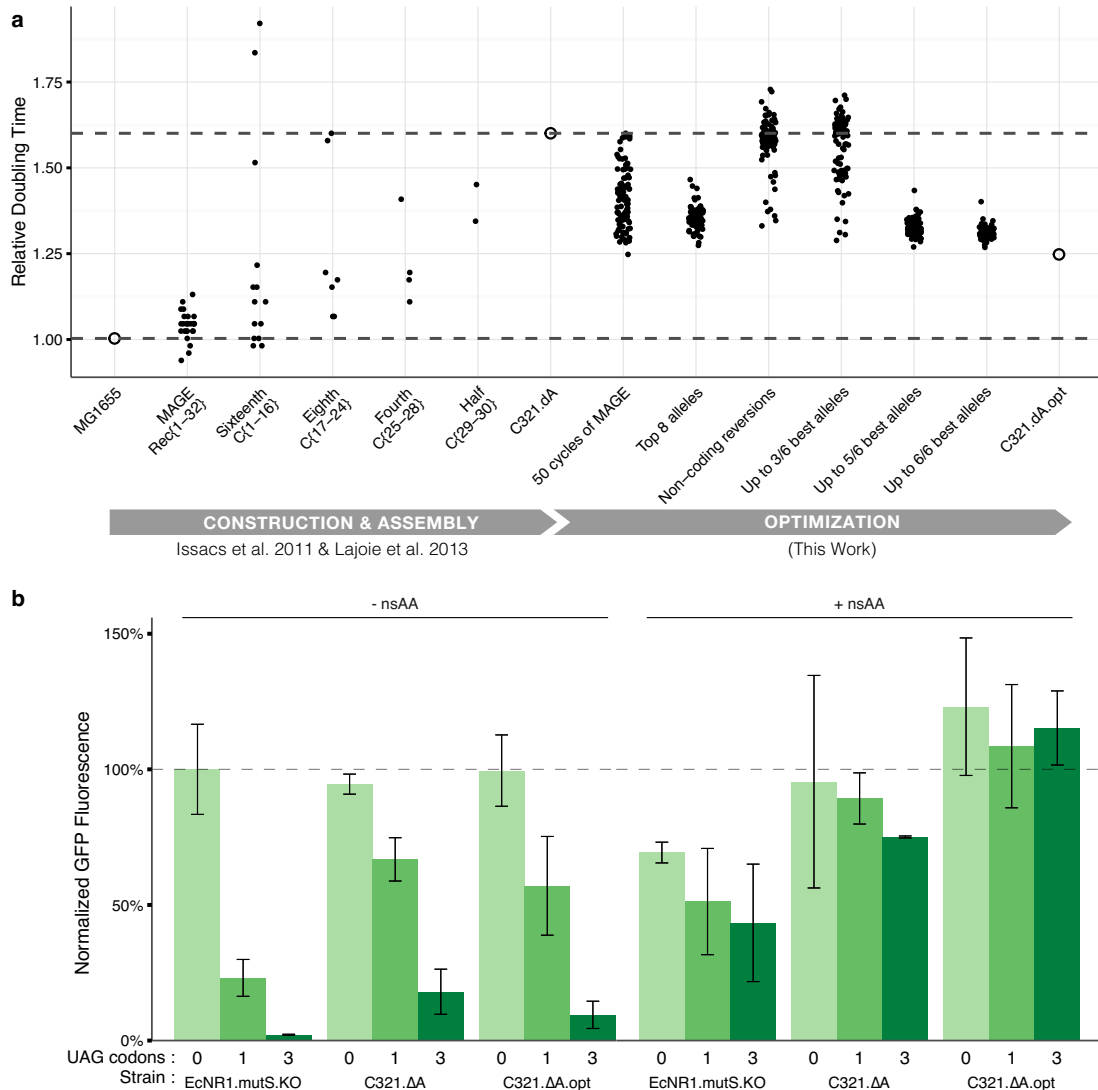 a
Relative Doubling Time
1.75
1.50
1.25
1.00
MG1655
MAGE
Rec{1–32}
Sixteenth
C{1–16}
Eighth
C{17–24}
Fourth
C{25–28}
Half
C{29–30}
C321.dA
50 cycles of MAGE
Top 8 alleles
Non–coding reversions
Up to 3/6 best alleles
Up to 5/6 best alleles
Up to 6/6 best alleles
C321.dA.opt
CONSTRUCTION & ASSEMBLY
OPTIMIZATION
Issacs et al. 2011 & Lajoie et al. 2013
(This Work)
b
- nsAA
+ nsAA
Normalized GFP Fluorescence
150%
100%
50%
0%
UAG codons : 0 1 3 0 1 3 0 1 3 0 1 3 0 1 3 0 1 3
Strain : EcNR1.mutS.KO C321.ΔA C321.ΔA.opt EcNR1.mutS.KO C321.ΔA C321.ΔA.opt